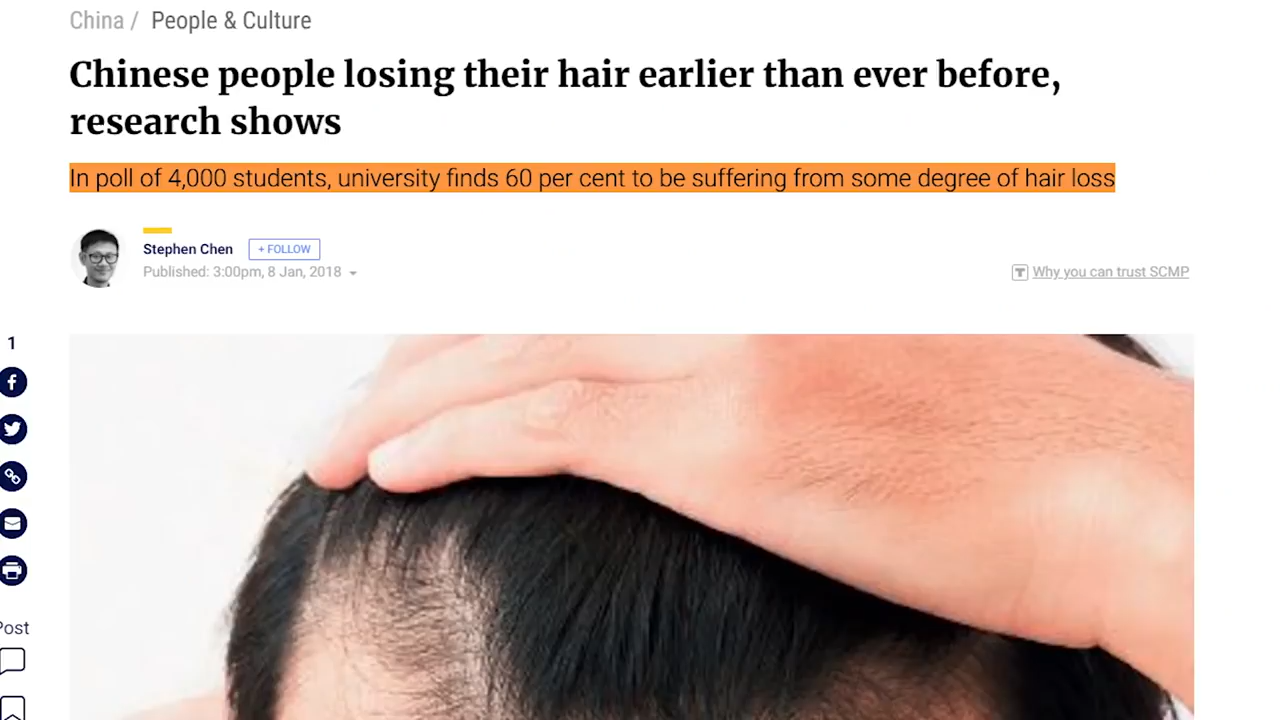 China / People & Culture
Chinese people losing their hair earlier than ever before,
research shows
In poll of 4,000 students, university finds 60 per cent to be suffering from some degree of hair loss
Stephen Chen + FOLLOW
Published: 3:00pm, 8 Jan, 2018
T Why you can trust SCMP
1
Post